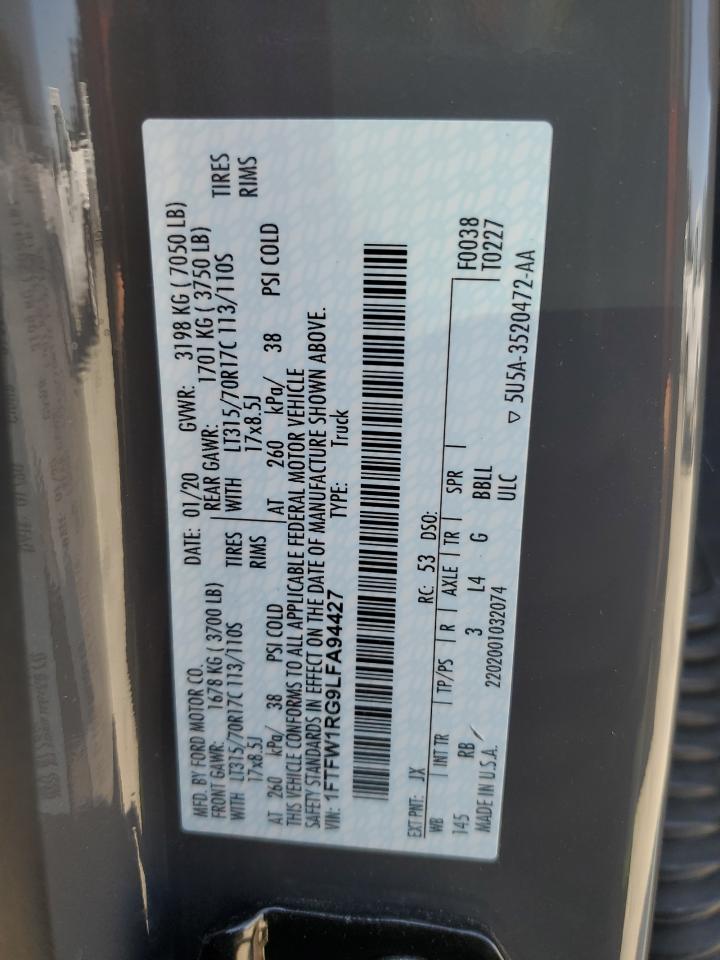 MFD. BY FORD MOTOR CO. DATE: 01/20 GVWR: 3198 KG ( 7050 LB)
FRONT GAWR: 1678 KG ( 3700 LB) REAR GAWR: 1701 KG ( 3750 LB)
WITH LT315/70R17C 113/110S TIRES WITH LT315/70R17C 113/110S TIRES
17x8.5J RIMS 17x8.5J RIMS
AT 260 kPa/ 38 PSI COLD AT 260 kPa/ 38 PSI COLD
THIS VEHICLE CONFORMS TO ALL APPLICABLE FEDERAL MOTOR VEHICLE
SAFETY STANDARDS IN EFFECT ON THE DATE OF MANUFACTURE SHOWN ABOVE.
VIN: 1FTFW1RG9LFA94427 TYPE: Truck
EXT PNT: JX RC: 53 DSO:
WB INT TR TP/PS R AXLE TR SPR F0038
145 RB 3 L4 G BBLL T0227
MADE IN U.S.A. 2202001032074 ULC
▽ 5U5A-3520472-AA